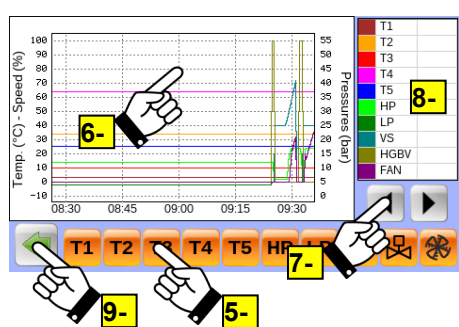 Temp. (°C) - Speed (%)
100
90
80
70
60
50
40
30
20
10
0
-10
08:30 08:45 09:00 09:15 09:30
55
50
45
40
35
30
25
20
15
10
5
0
Pressures (bar)
T1
T2
T3
T4
T5
HP
LP
VS
HGBV
FAN
6-
8-
7-
T1 T2 T3 T4 T5 HP LP
9-
5-